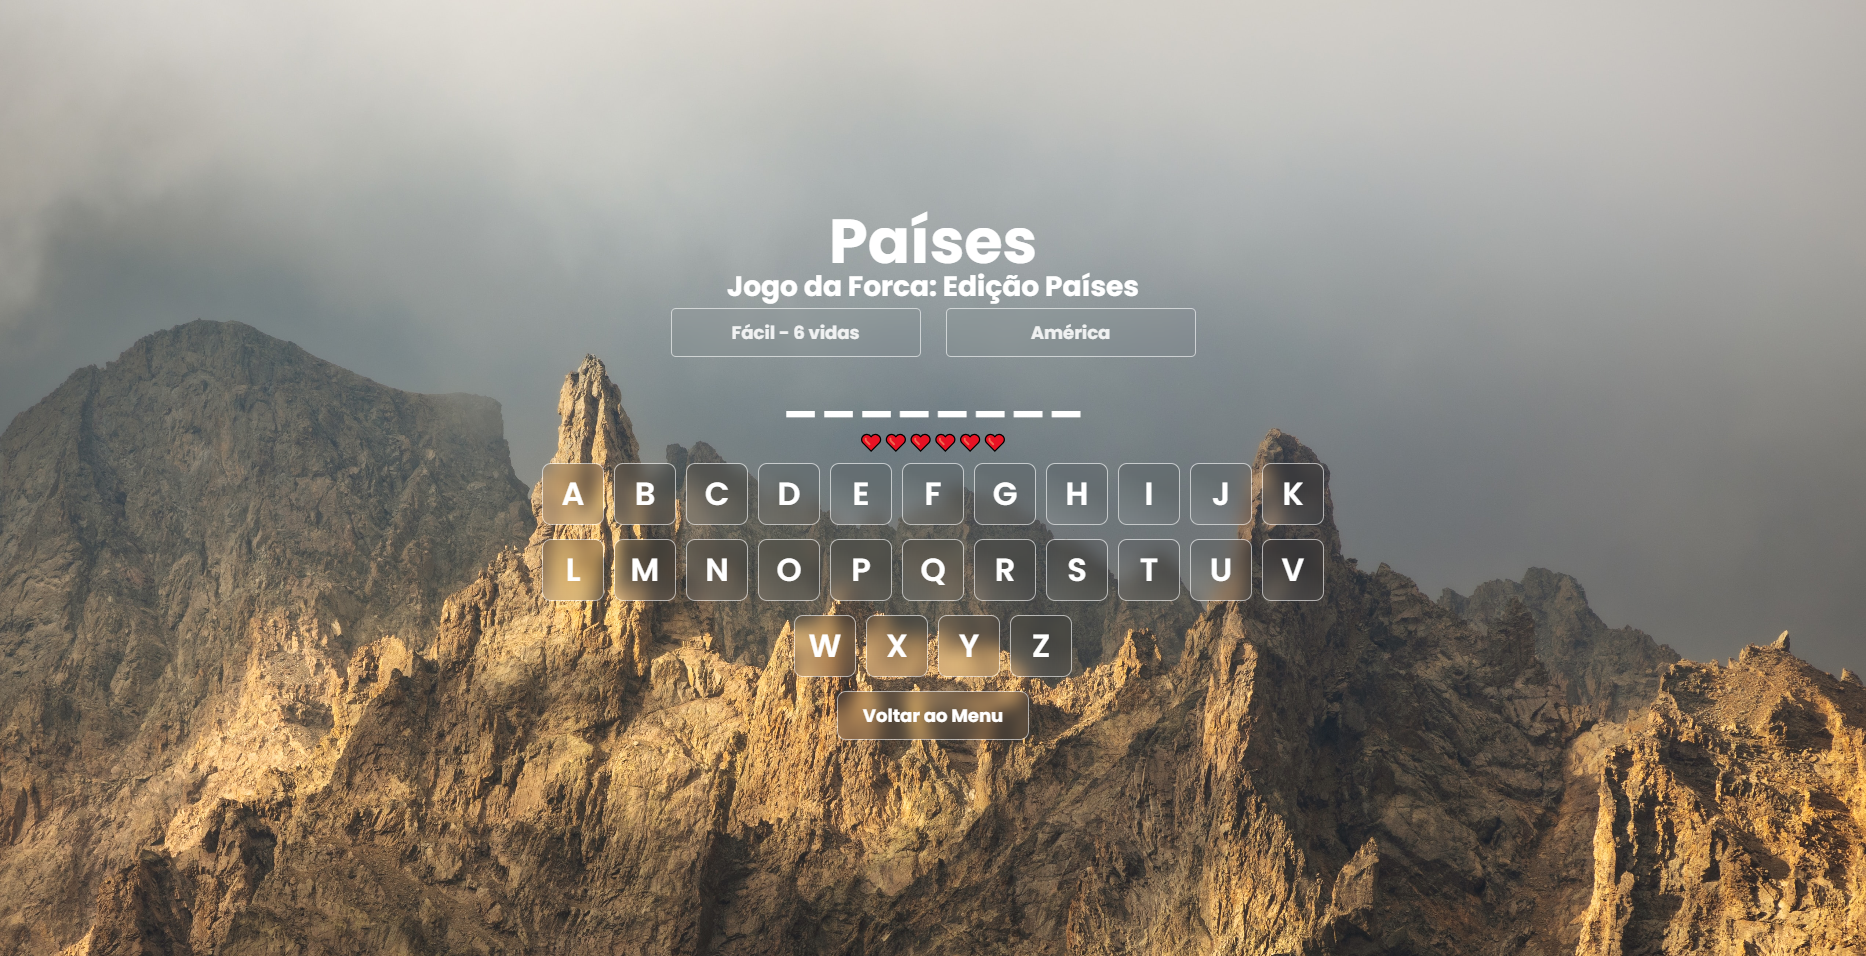 Países
Jogo da Forca: Edição Países
Fácil - 6 vidas América
_ _ _ _ _ _ _ _
A B C D E F G H I J K
L M N O P Q R S T U V
W X Y Z
Voltar ao Menu